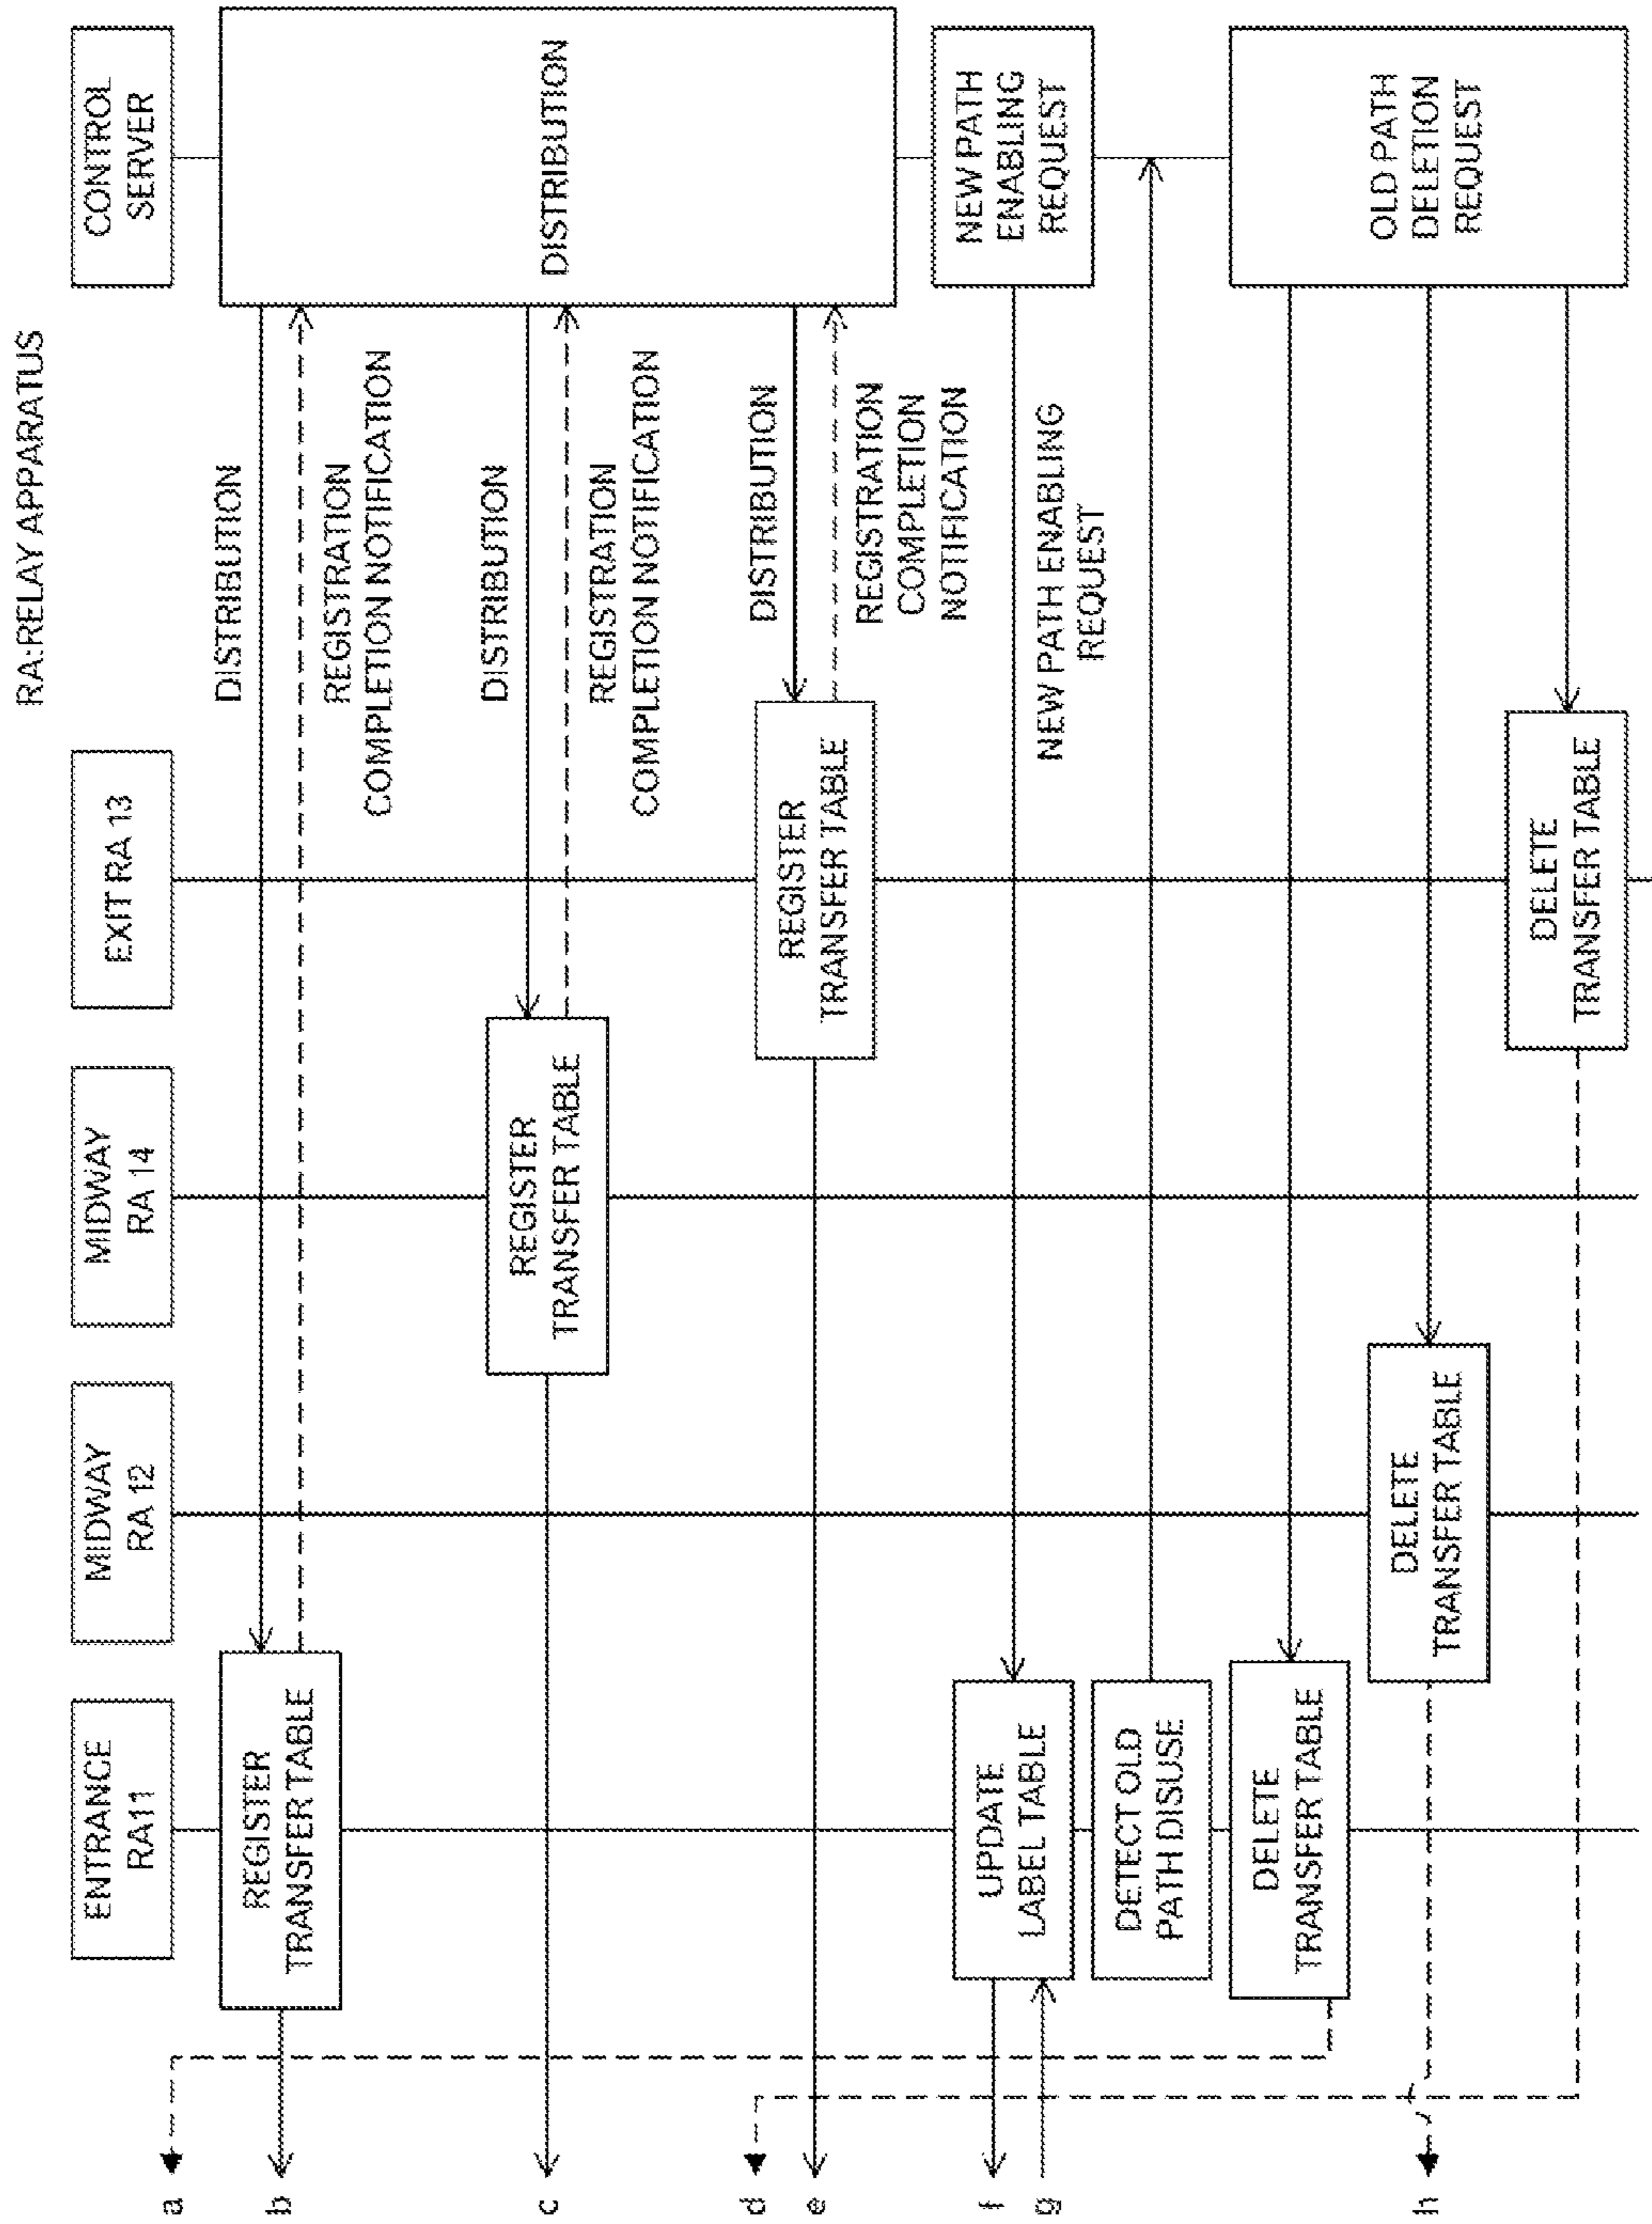 RA:RELAY APPARATUS
ENTRANCE
RA11
MIDWAY
RA 12
MIDWAY
RA 14
EXIT RA 13
CONTROL
SERVER
a
b
REGISTER
TRANSFER TABLE
DISTRIBUTION
REGISTRATION
COMPLETION NOTIFICATION
DISTRIBUTION
c
REGISTER
TRANSFER TABLE
DISTRIBUTION
REGISTRATION
COMPLETION NOTIFICATION
d
e
REGISTER
TRANSFER TABLE
DISTRIBUTION
REGISTRATION
COMPLETION
NOTIFICATION
f
g
UPDATE
LABEL TABLE
NEW PATH ENABLING
REQUEST
NEW PATH
ENABLING
REQUEST
DETECT OLD
PATH DISUSE
DELETE
TRANSFER TABLE
OLD PATH
DELETION
REQUEST
h
DELETE
TRANSFER TABLE
DELETE
TRANSFER TABLE